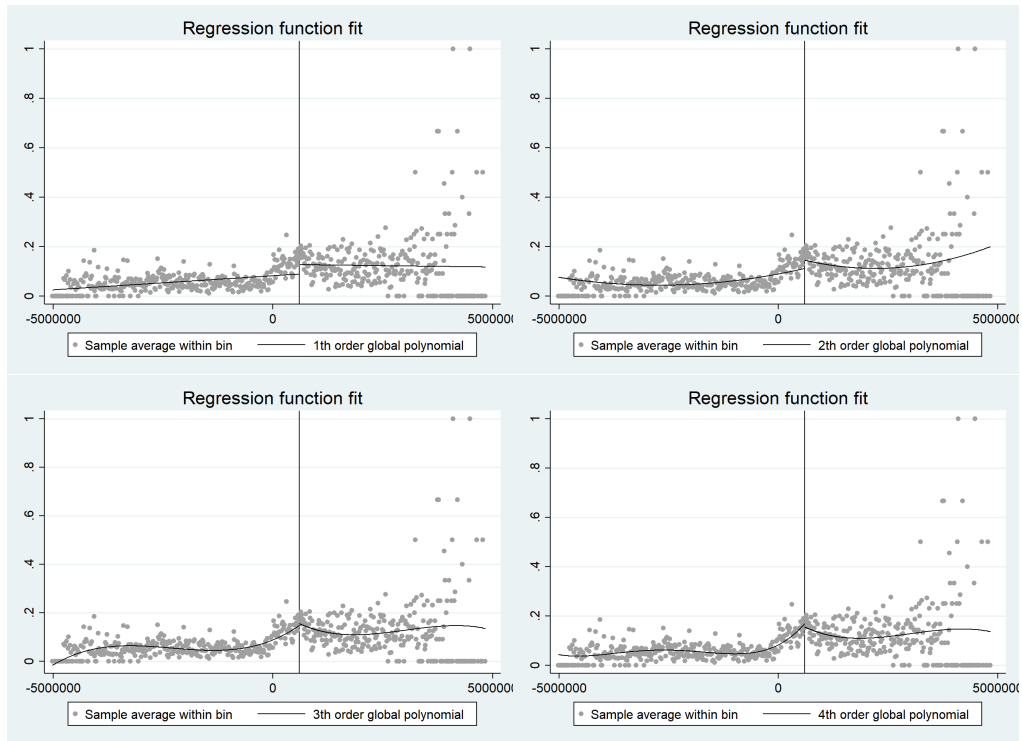 Regression function fit
1
.8
.6
.4
.2
0
-5000000 0 5000000
Sample average within bin 1th order global polynomial
Regression function fit
1
.8
.6
.4
.2
0
-5000000 0 5000000
Sample average within bin 2th order global polynomial
Regression function fit
1
.8
.6
.4
.2
0
-5000000 0 5000000
Sample average within bin 3th order global polynomial
Regression function fit
1
.8
.6
.4
.2
0
-5000000 0 5000000
Sample average within bin 4th order global polynomial